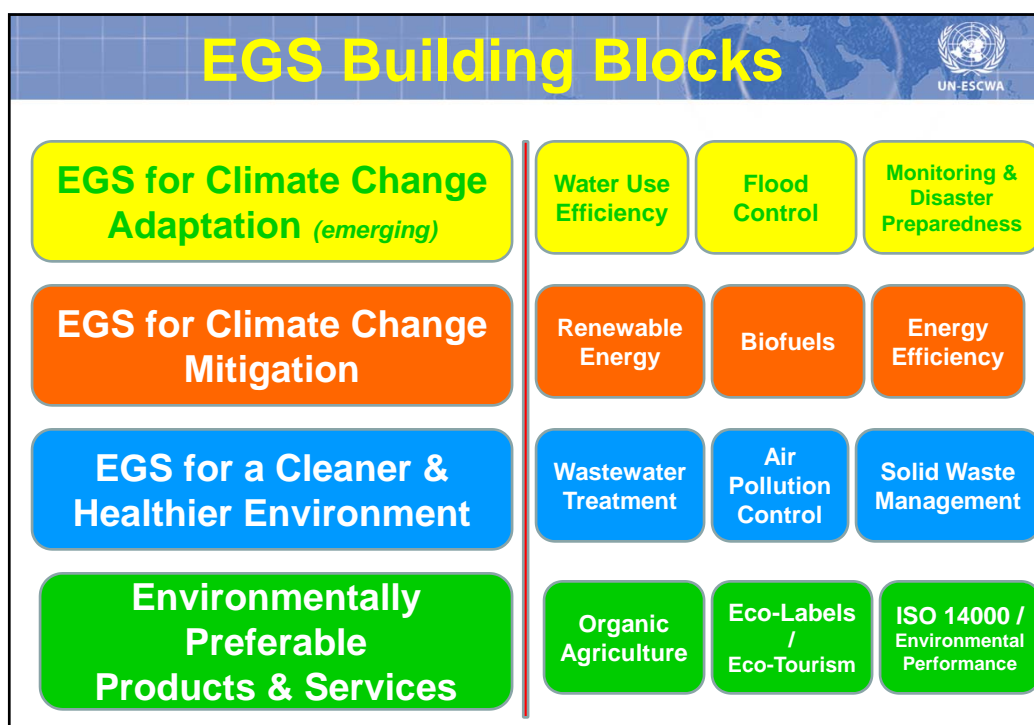 EGS Building Blocks
UN-ESCWA
EGS for Climate Change
Adaptation (emerging)
Water Use
Efficiency
Flood
Control
Monitoring &
Disaster
Preparedness
EGS for Climate Change
Mitigation
Renewable
Energy
Biofuels
Energy
Efficiency
EGS for a Cleaner &
Healthier Environment
Wastewater
Treatment
Air
Pollution
Control
Solid Waste
Management
Environmentally
Preferable
Products & Services
Organic
Agriculture
Eco-Labels
/
Eco-Tourism
ISO 14000 /
Environmental
Performance